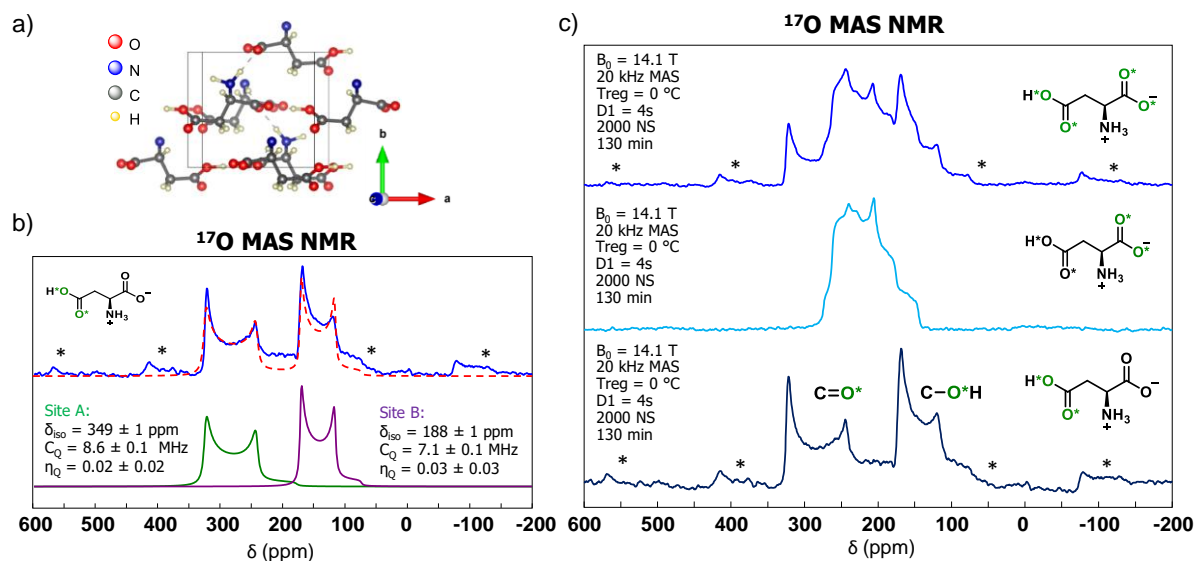 a)
O
N
C
H
b
c
a
b)
¹⁷O MAS NMR
H*O
O*
NH₃
+
O
O⁻
*
*
*
*
Site A:
δiso = 349 ± 1 ppm
CQ = 8.6 ± 0.1 MHz
ηQ = 0.02 ± 0.02
Site B:
δiso = 188 ± 1 ppm
CQ = 7.1 ± 0.1 MHz
ηQ = 0.03 ± 0.03
600 500 400 300 200 100 0 -100 -200
δ (ppm)
c)
¹⁷O MAS NMR
B₀ = 14.1 T
20 kHz MAS
Treg = 0 °C
D1 = 4s
2000 NS
130 min
*
*
*
*
H*O
O*
NH₃
+
O*
O*⁻
B₀ = 14.1 T
20 kHz MAS
Treg = 0 °C
D1 = 4s
2000 NS
130 min
H*O
O*
NH₃
+
O*
O*⁻
B₀ = 14.1 T
20 kHz MAS
Treg = 0 °C
D1 = 4s
2000 NS
130 min
C=O*
C–O*H
*
*
*
*
H*O
O*
NH₃
+
O
O⁻
600 500 400 300 200 100 0 -100 -200
δ (ppm)